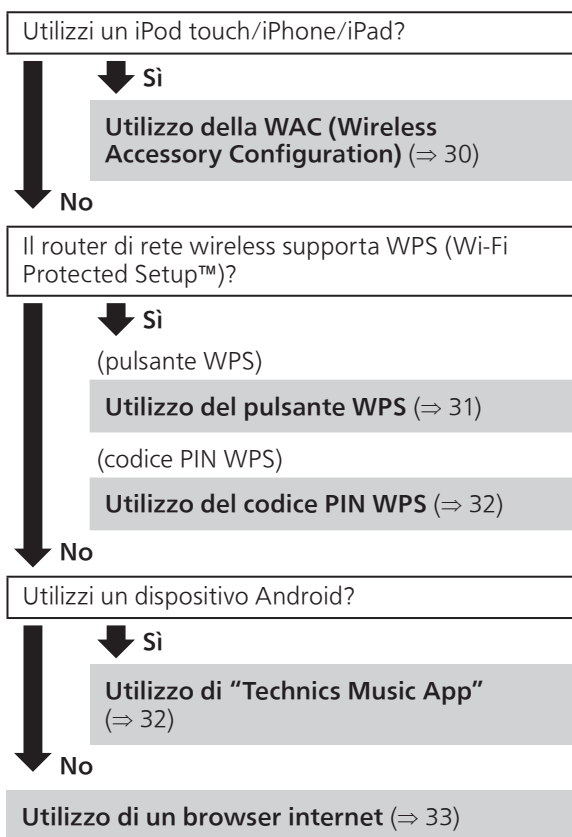 Utilizzi un iPod touch/iPhone/iPad?
Sì
Utilizzo della WAC (Wireless
Accessory Configuration) (⇒ 30)
No
Il router di rete wireless supporta WPS (Wi-Fi
Protected Setup™)?
Sì
(pulsante WPS)
Utilizzo del pulsante WPS (⇒ 31)
(codice PIN WPS)
Utilizzo del codice PIN WPS (⇒ 32)
No
Utilizzi un dispositivo Android?
Sì
Utilizzo di “Technics Music App”
(⇒ 32)
No
Utilizzo di un browser internet (⇒ 33)